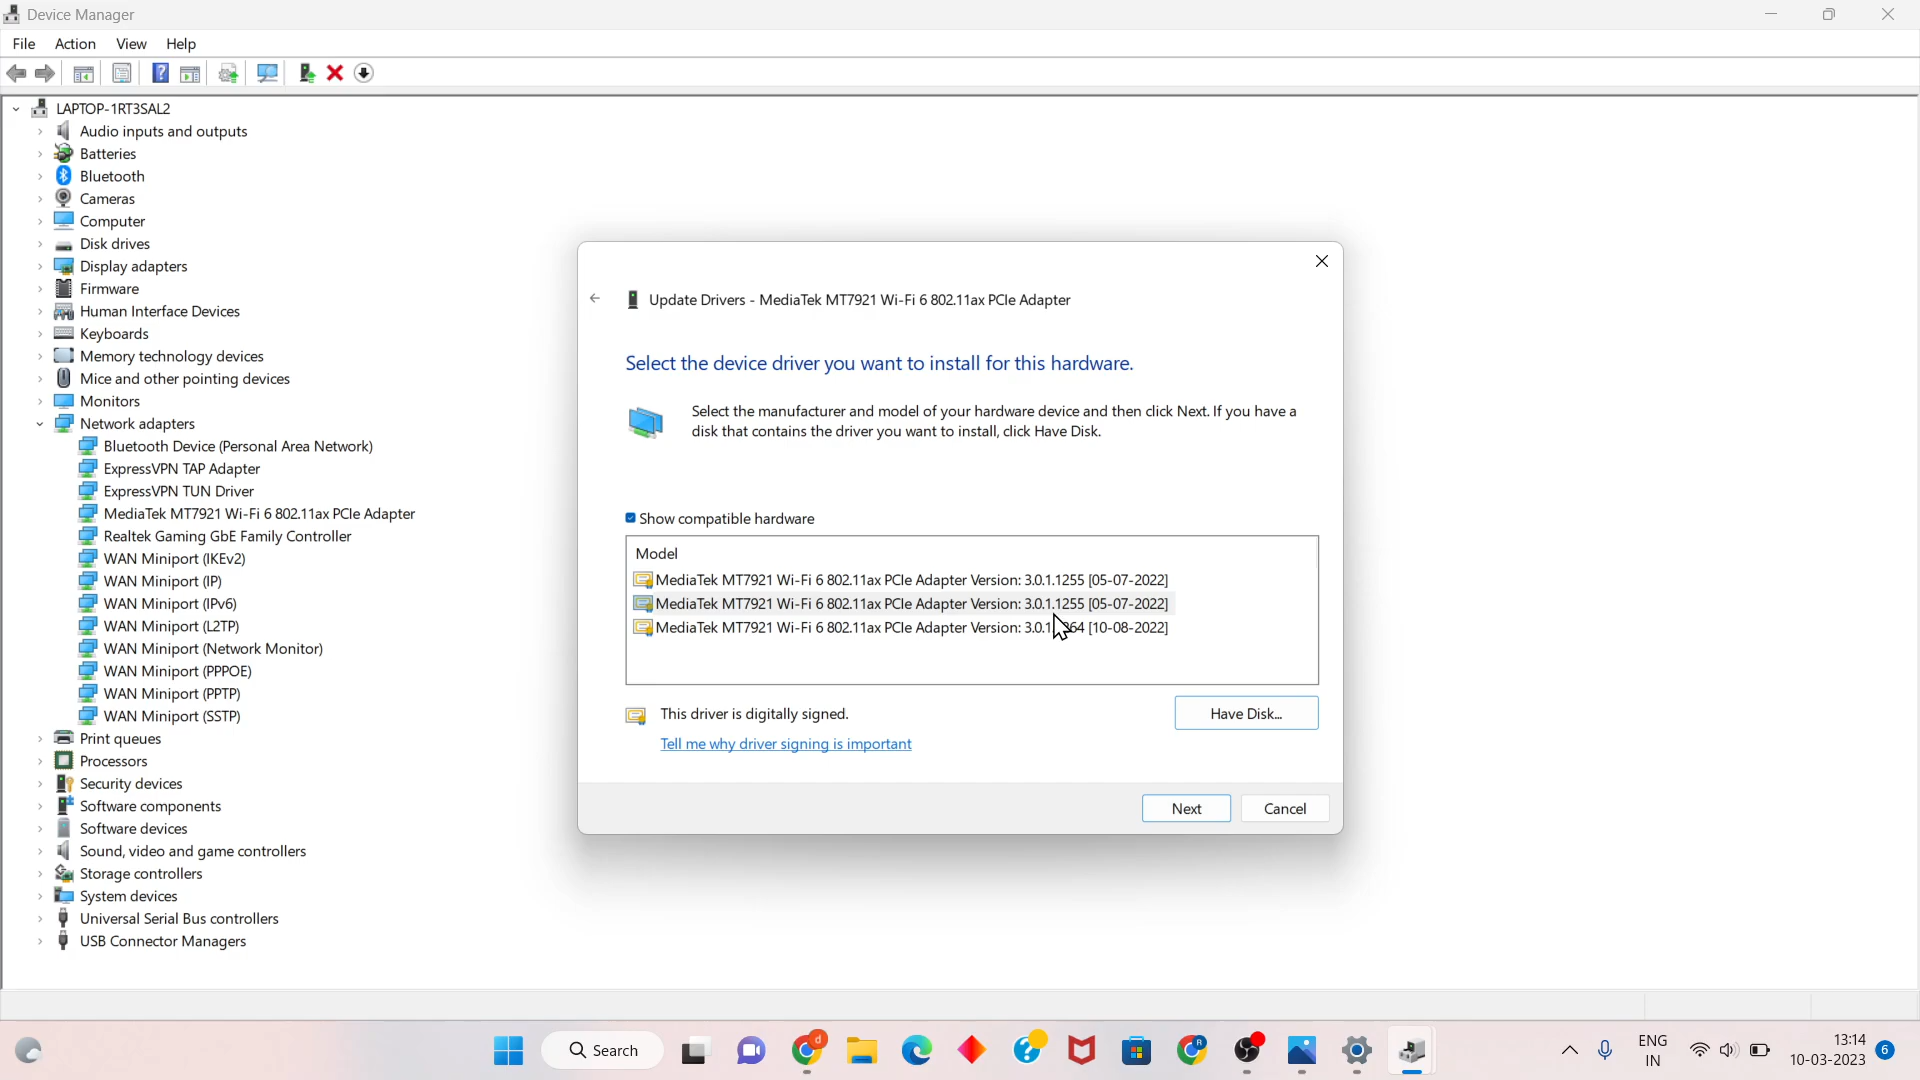 Device Manager
File Action View Help
LAPTOP-1RT3SAL2
Audio inputs and outputs
Batteries
Bluetooth
Cameras
Computer
Disk drives
Display adapters
Firmware
Human Interface Devices
Keyboards
Memory technology devices
Mice and other pointing devices
Monitors
Network adapters
Bluetooth Device (Personal Area Network)
ExpressVPN TAP Adapter
ExpressVPN TUN Driver
MediaTek MT7921 Wi-Fi 6 802.11ax PCIe Adapter
Realtek Gaming GbE Family Controller
WAN Miniport (IKEv2)
WAN Miniport (IP)
WAN Miniport (IPv6)
WAN Miniport (L2TP)
WAN Miniport (Network Monitor)
WAN Miniport (PPPOE)
WAN Miniport (PPTP)
WAN Miniport (SSTP)
Print queues
Processors
Security devices
Software components
Software devices
Sound, video and game controllers
Storage controllers
System devices
Universal Serial Bus controllers
USB Connector Managers
Update Drivers - MediaTek MT7921 Wi-Fi 6 802.11ax PCIe Adapter
Select the device driver you want to install for this hardware.
Select the manufacturer and model of your hardware device and then click Next. If you have a
disk that contains the driver you want to install, click Have Disk.
Show compatible hardware
Model
MediaTek MT7921 Wi-Fi 6 802.11ax PCIe Adapter Version: 3.0.1.1255 [05-07-2022]
MediaTek MT7921 Wi-Fi 6 802.11ax PCIe Adapter Version: 3.0.1.1255 [05-07-2022]
MediaTek MT7921 Wi-Fi 6 802.11ax PCIe Adapter Version: [10-08-2022]
This driver is digitally signed.
Have Disk...
Tell me why driver signing is important
Next
Cancel
Search
d
R
ENG
IN
13:14
10-03-2023
6